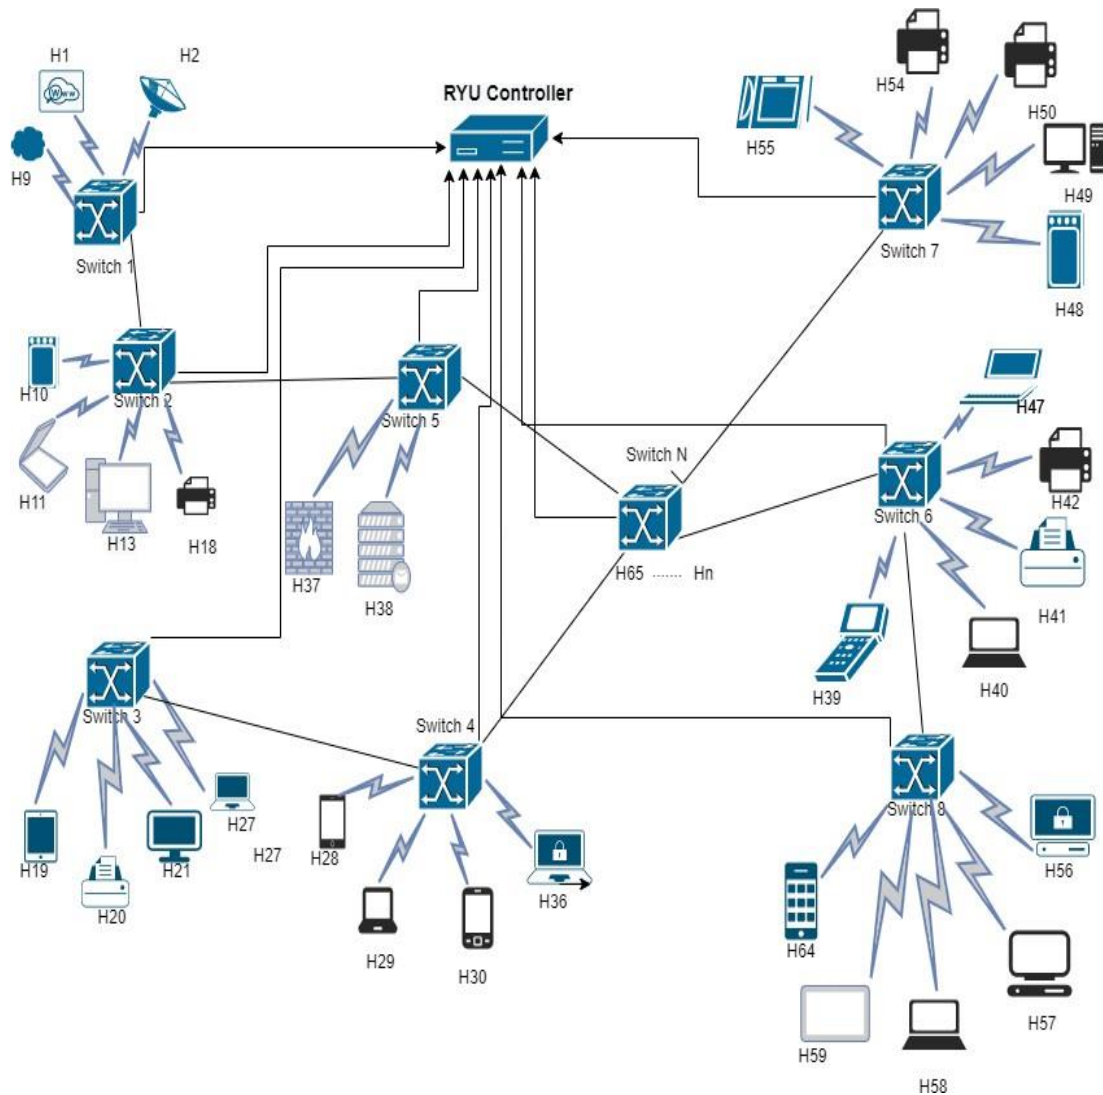 H1
H2
H54
H50
RYU Controller
Www
H55
H9
H49
Switch 1
Switch 7
H48
H10
Switch 2
Switch 5
H47
Switch N
H11
H13
H18
Switch 6
H42
H37
H38
H65 ....... Hn
H41
H39
H40
Switch 3
Switch 4
Switch 8
H27
H27
H28
H19
H21
H20
H36
H56
H29
H30
H64
H57
H59
H58